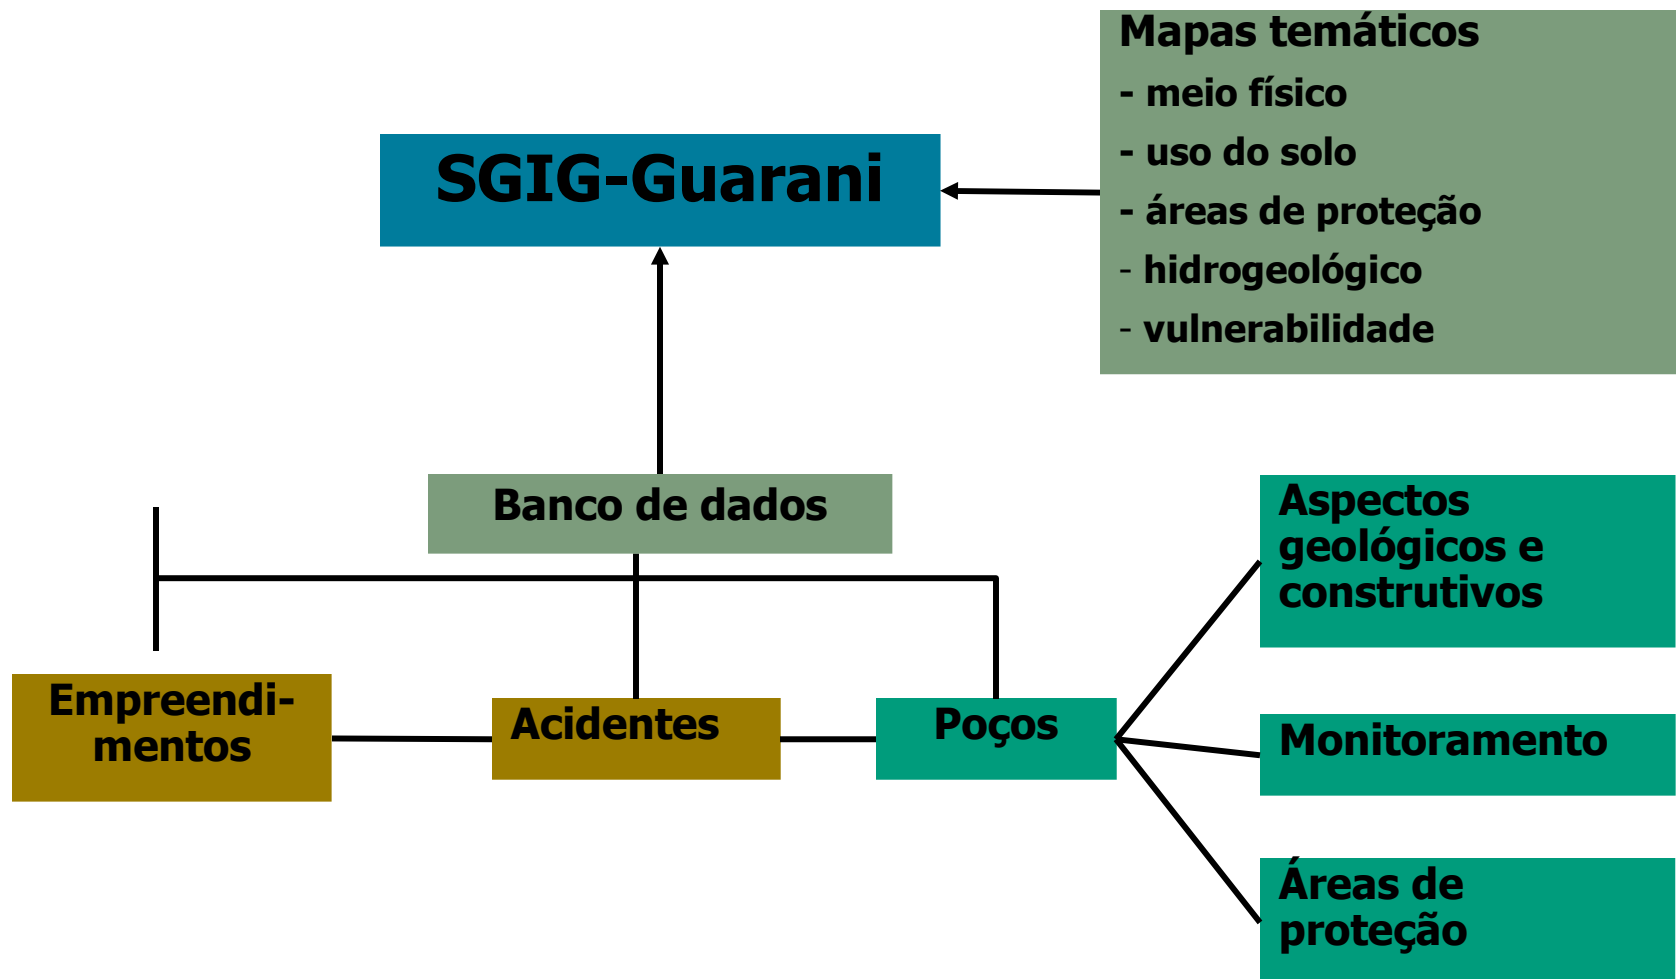 Mapas temáticos
- meio físico
- uso do solo
- áreas de proteção
- hidrogeológico
- vulnerabilidade
SGIG-Guarani
Banco de dados
Empreendi-
mentos
Acidentes
Poços
Aspectos
geológicos e
construtivos
Monitoramento
Áreas de
proteção